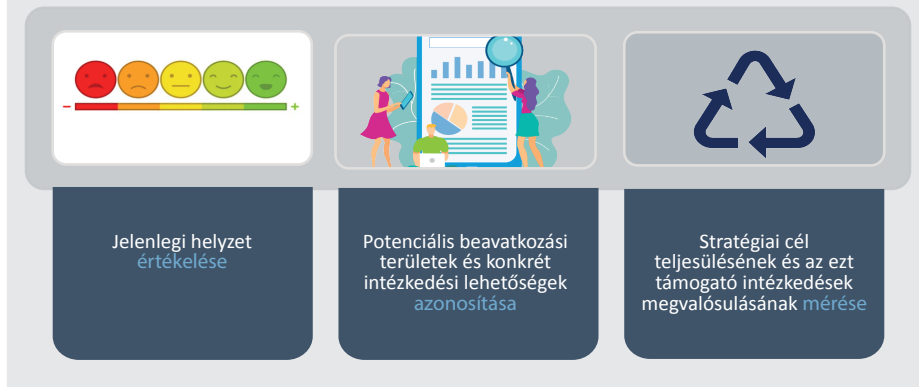 -
+
Jelenlegi helyzet
értékelése
Potenciális beavatkozási
területek és konkrét
intézkedési lehetőségek
azonosítása
Stratégiai cél
teljesülésének és az ezt
támogató intézkedések
megvalósulásának mérése